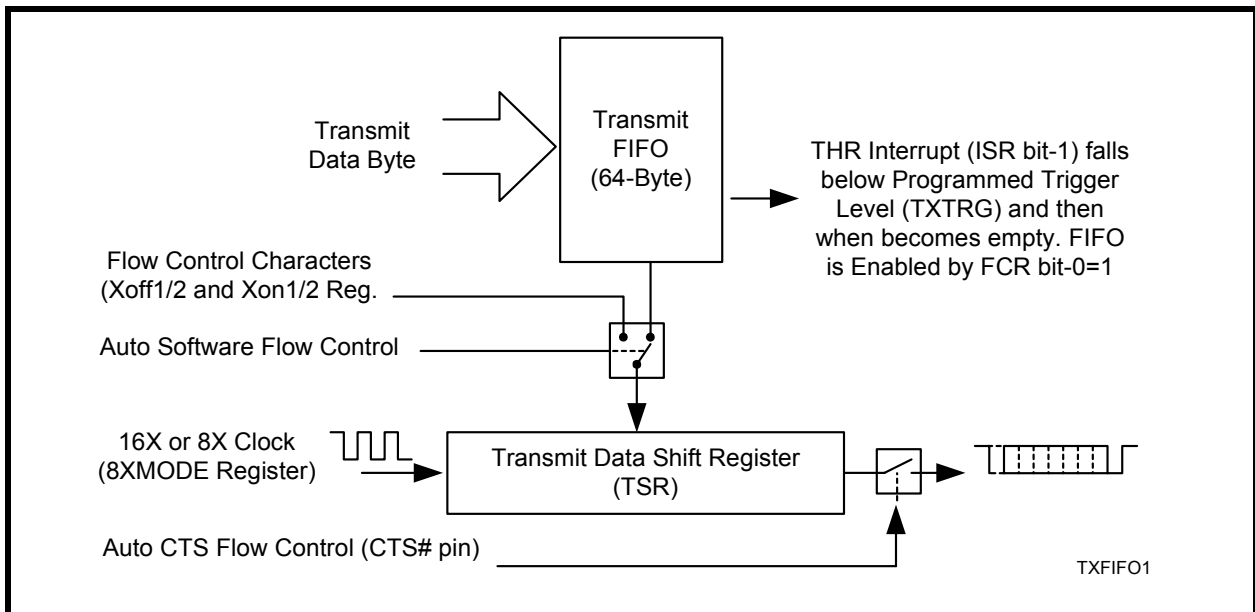 Transmit
Data Byte
Transmit
FIFO
(64-Byte)
THR Interrupt (ISR bit-1) falls
below Programmed Trigger
Level (TXTRG) and then
when becomes empty. FIFO
is Enabled by FCR bit-0=1
Flow Control Characters
(Xoff1/2 and Xon1/2 Reg.
Auto Software Flow Control
16X or 8X Clock
(8XMODE Register)
Transmit Data Shift Register
(TSR)
Auto CTS Flow Control (CTS# pin)
TXFIFO1